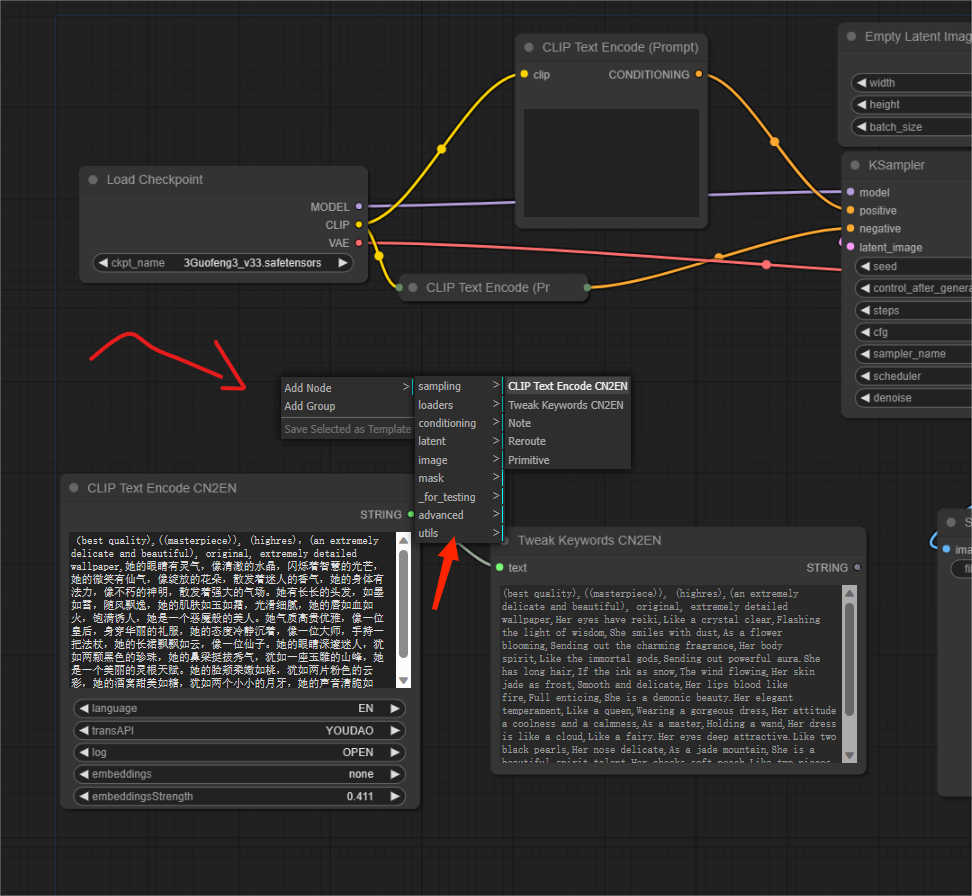 CLIP Text Encode (Prompt)
clip
CONDITIONING
Empty Latent Imag
width
height
batch_size
Load Checkpoint
MODEL
CLIP
VAE
ckpt_name 3Guofeng3_v33.safetensors
CLIP Text Encode (Pr
KSampler
model
positive
negative
latent_image
seed
control_after_genera
steps
cfg
sampler_name
scheduler
denoise
Add Node >
Add Group
Save Selected as Template
sampling >
loaders >
conditioning >
latent >
image >
mask >
_for_testing >
advanced >
utils >
CLIP Text Encode CN2EN
Tweak Keywords CN2EN
Note
Reroute
Primitive
CLIP Text Encode CN2EN
STRING
(best quality),((masterpiece)), (highres), (an extremely
delicate and beautiful), original, extremely detailed
wallpaper,她的眼睛有灵气，像清澈的水晶，闪烁着智慧的光芒，
她的微笑有仙气，像绽放的花朵，散发着迷人的香气，她的身体有
法力，像不朽的神明，散发着强大的气场。她有长长的头发，如墨
如雪，随风飘逸，她的肌肤如玉如霜，光滑细腻，她的唇如血如
火，饱满诱人，她是一个恶魔般的美人。她气质高贵优雅，像一位
皇后，身穿华丽的礼服，她的态度冷静沉着，像一位大师，手持一
把法杖，她的长裙飘飘如云，像一位仙子。她的眼睛深邃迷人，犹
如两颗黑色的珍珠，她的鼻梁挺拔秀气，犹如一座玉雕的山峰，她
是一个美丽的灵根天赋。她的脸颊柔嫩如桃，犹如两片粉色的云
彩，她的酒窝甜美如糖，犹如两个小小的月牙，她的声音清脆如
language EN
transAPI YOUDAO
log OPEN
embeddings none
embeddingsStrength 0.411
Tweak Keywords CN2EN
text
STRING
(best quality),((masterpiece)), (highres),(an extremely
delicate and beautiful), original, extremely detailed
wallpaper,Her eyes have reiki,Like a crystal clear,Flashing
the light of wisdom,She smiles with dust,As a flower
blooming,Sending out the charming fragrance,Her body
spirit,Like the immortal gods,Sending out powerful aura.She
has long hair,If the ink as snow,The wind flowing,Her skin
jade as frost,Smooth and delicate,Her lips blood like
fire,Full enticing,She is a demonic beauty.Her elegant
temperament,Like a queen,Wearing a gorgeous dress,Her attitude
a coolness and a calmness,As a master,Holding a wand,Her dress
is like a cloud,Like a fairy.Her eyes deep attractive.Like two
black pearls,Her nose delicate,As a jade mountain,She is a
beautiful spirit talent.Her cheeks soft peach,Like two pieces
S
ima
fil